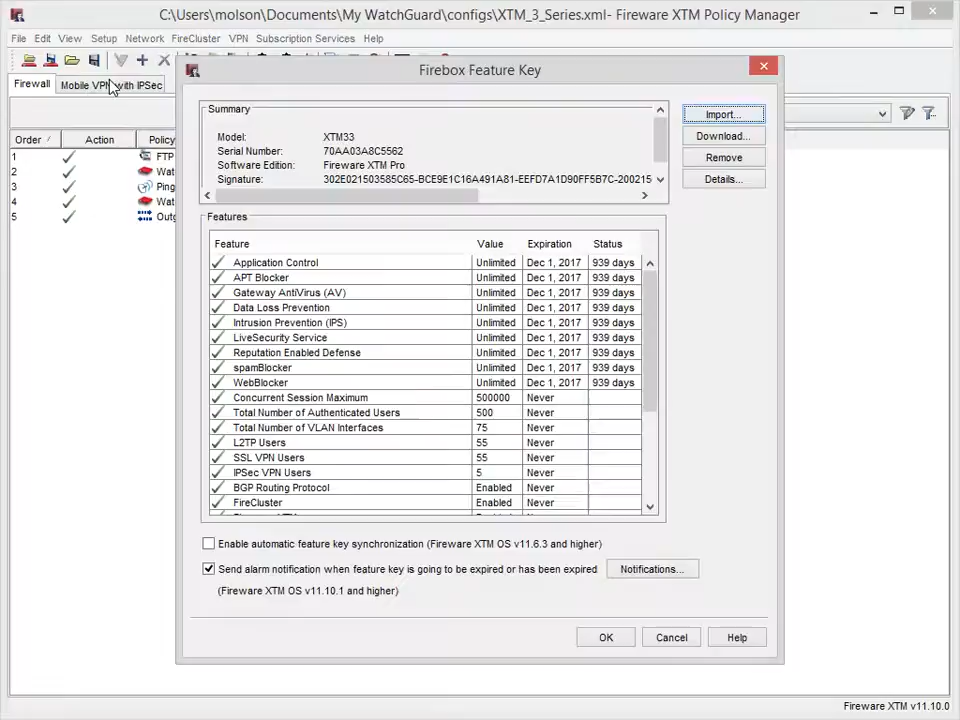 C:\Users\molson\Documents\My WatchGuard\configs\XTM_3_Series.xml- Fireware XTM Policy Manager
File Edit View Setup Network FireCluster VPN Subscription Services Help
Firewall Mobile VPN with IPSec
Order / Action Policy
1 FTP
2 Wat
3 Ping
4 Wat
5 Outg
Firebox Feature Key
Summary
Model: XTM33
Serial Number: 70AA03A8C5562
Software Edition: Fireware XTM Pro
Signature: 302E021503585C65-BCE9E1C16A491A81-EEFD7A1D90FF5B7C-200215
Import...
Download...
Remove
Details...
Features
Feature Value Expiration Status
Application Control Unlimited Dec 1, 2017 939 days
APT Blocker Unlimited Dec 1, 2017 939 days
Gateway AntiVirus (AV) Unlimited Dec 1, 2017 939 days
Data Loss Prevention Unlimited Dec 1, 2017 939 days
Intrusion Prevention (IPS) Unlimited Dec 1, 2017 939 days
LiveSecurity Service Unlimited Dec 1, 2017 939 days
Reputation Enabled Defense Unlimited Dec 1, 2017 939 days
spamBlocker Unlimited Dec 1, 2017 939 days
WebBlocker Unlimited Dec 1, 2017 939 days
Concurrent Session Maximum 500000 Never
Total Number of Authenticated Users 500 Never
Total Number of VLAN Interfaces 75 Never
L2TP Users 55 Never
SSL VPN Users 55 Never
IPSec VPN Users 5 Never
BGP Routing Protocol Enabled Never
FireCluster Enabled Never
Enable automatic feature key synchronization (Fireware XTM OS v11.6.3 and higher)
Send alarm notification when feature key is going to be expired or has been expired
Notifications...
(Fireware XTM OS v11.10.1 and higher)
OK Cancel Help
Fireware XTM v11.10.0